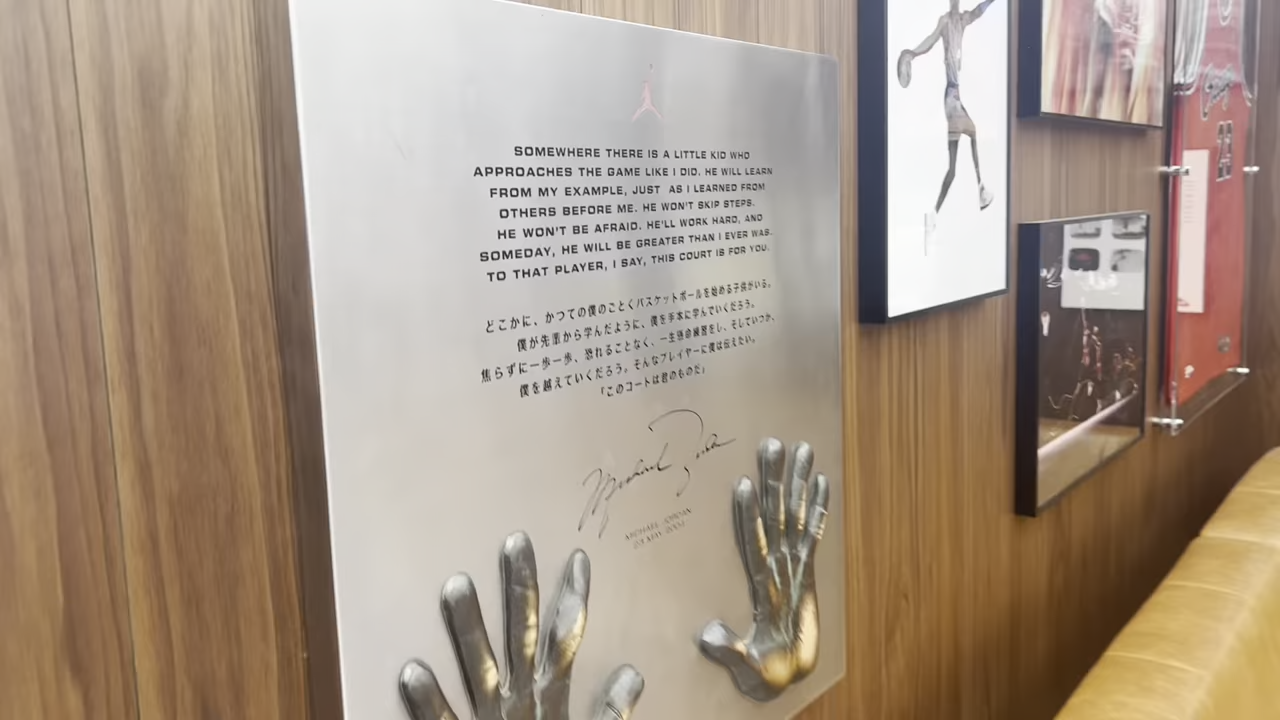 SOMEWHERE THERE IS A LITTLE KID WHO
APPROACHES THE GAME LIKE I DID. HE WILL LEARN
FROM MY EXAMPLE, JUST AS I LEARNED FROM
OTHERS BEFORE ME. HE WON'T SKIP STEPS.
HE WON'T BE AFRAID. HE'LL WORK HARD, AND
SOMEDAY, HE WILL BE GREATER THAN I EVER WAS.
TO THAT PLAYER, I SAY, THIS COURT IS FOR YOU.
どこかに、かつての僕のごとくバスケットボールを始める子供がいる。
僕が先輩から学んだように、僕を手本に学んでいくだろう。
焦らずに一歩一歩、恐れることなく、一生懸命練習をし、そしていつか、
僕を越えていくだろう。そんなプレイヤーに僕は伝えたい。
「このコートは君のものだ」
Michael Jordan
MICHAEL JORDAN
MAY 2004
23